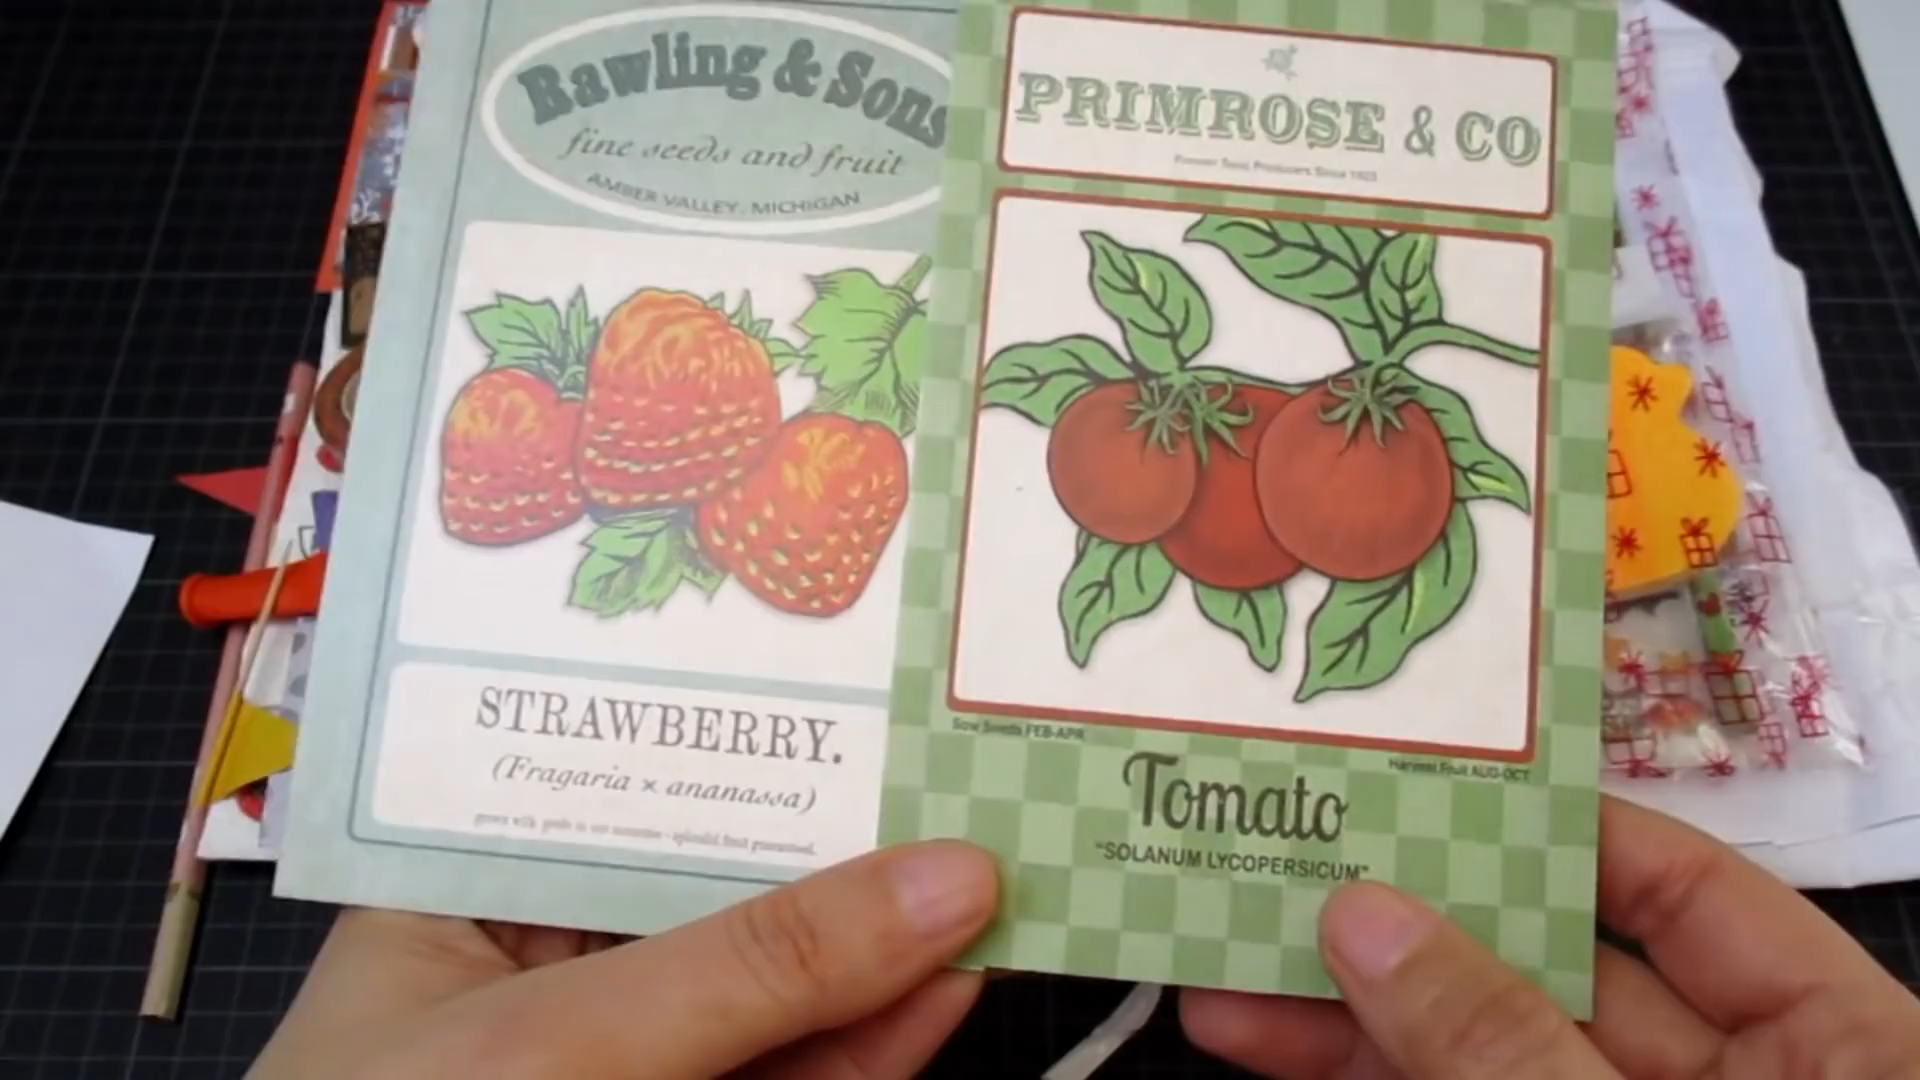 Rawling & Sons
fine seeds and fruit
AMBER VALLEY. MICHIGAN
STRAWBERRY.
(Fragaria × ananassa)
PRIMROSE & CO
Sow Seeds FEB-APR
Harvest Fruit AUG-OCT
Tomato
"SOLANUM LYCOPERSICUM"